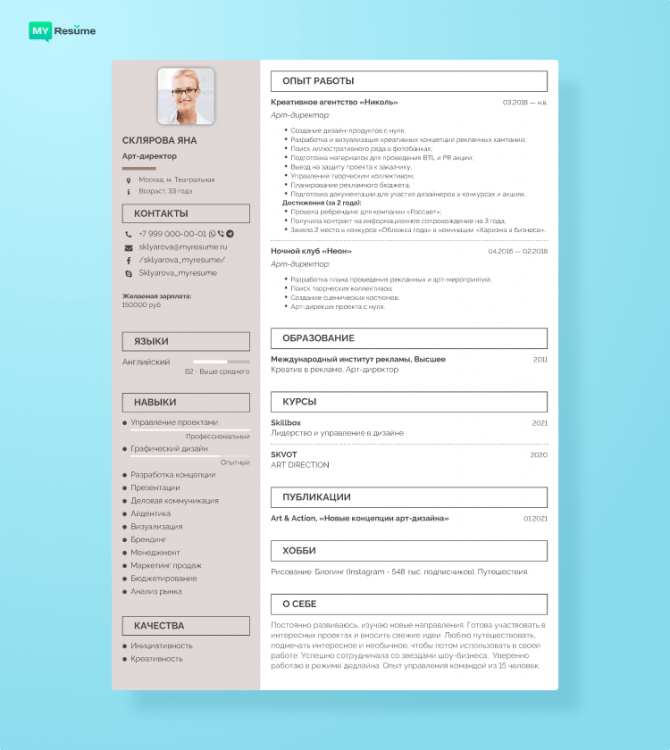 MY Resume
СКЛЯРОВА ЯНА
Арт-директор
Москва, м. Театральная
Возраст: 33 года
КОНТАКТЫ
+7 999 000-00-01
sklyarova@myresume.ru
/sklyarova_myresume/
Sklyarova_myresume
Желаемая зарплата:
150000 руб
ЯЗЫКИ
Английский
B2 - Выше среднего
НАВЫКИ
Управление проектами
Профессиональный
Графический дизайн
Опытный
Разработка концепции
Презентации
Деловая коммуникация
Айдентика
Визуализация
Брендинг
Менеджмент
Маркетинг продаж
Бюджетирование
Анализ рынка
КАЧЕСТВА
Инициативность
Креативность
ОПЫТ РАБОТЫ
Креативное агентство «Николь» 03.2018 — н.в.
Арт-директор:
Создание дизайн-продуктов с нуля;
Разработка и визуализация креативных концепций рекламных кампаний;
Поиск иллюстративного ряда в фотобанках;
Подготовка материалов для проведения BTL и PR акций;
Выезд на защиту проекта к заказчику.
Управление творческим коллективом.
Планирование рекламного бюджета.
Подготовка документации для участия дизайнеров в конкурсах и акциях.
Достижения (за 2 года):
Провела ребрендинг для компании «Рассвет».
Получила контракт на информационное сопровождение на 3 года;
Заняла 2 место в конкурсе «Обложка года» в номинации «Харизма в бизнесе».
Ночной клуб «Неон» 04.2016 — 02.2018
Арт-директор:
Разработка плана проведения рекламных и арт-мероприятий;
Поиск творческих коллективов.
Создание сценических костюмов.
Арт-дирекция проекта с нуля.
ОБРАЗОВАНИЕ
Международный институт рекламы, Высшее 2011
Креатив в рекламе. Арт-директор
КУРСЫ
Skillbox 2021
Лидерство и управление в дизайне
SKVOT 2020
ART DIRECTION
ПУБЛИКАЦИИ
Art & Action, «Новые концепции арт-дизайна» 01.2021
ХОББИ
Рисование. Блогинг (Instagram - 548 тыс. подписчиков). Путешествия.
О СЕБЕ
Постоянно развиваюсь, изучаю новые направления. Готова участвовать в
интересных проектах и вносить свежие идеи. Люблю путешествовать,
подмечать интересное и необычное, чтобы потом использовать в своей
работе. Успешно сотрудничала со звездами шоу-бизнеса. Уверенно
работаю в режиме дедлайна. Опыт управления командой из 15 человек.